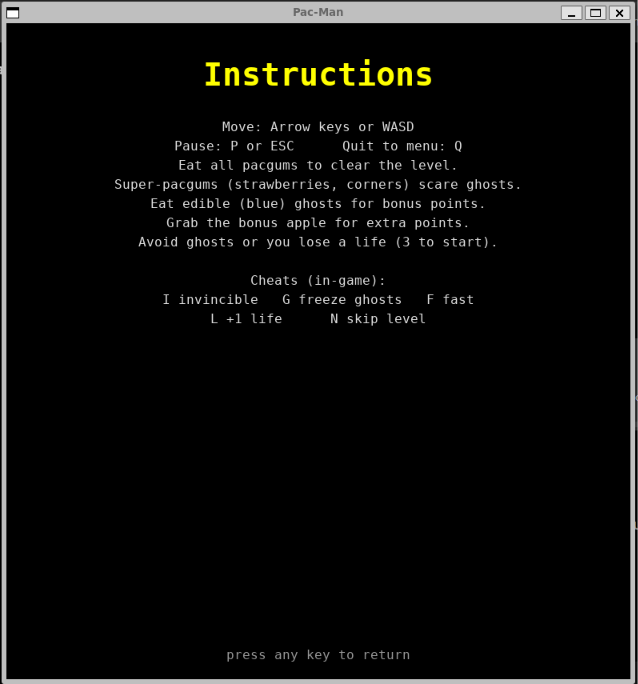 Pac-Man
Instructions
Move: Arrow keys or WASD
Pause: P or ESC      Quit to menu: Q
Eat all pacgums to clear the level.
Super-pacgums (strawberries, corners) scare ghosts.
Eat edible (blue) ghosts for bonus points.
Grab the bonus apple for extra points.
Avoid ghosts or you lose a life (3 to start).
Cheats (in-game):
I invincible   G freeze ghosts   F fast
L +1 life      N skip level
press any key to return